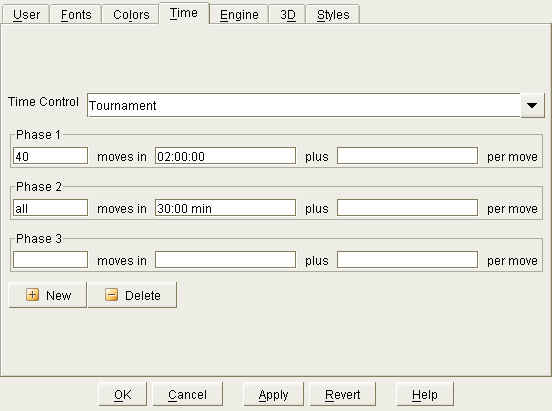 User Fonts Colors Time Engine 3D Styles
Time Control Tournament
Phase 1
40 moves in 02:00:00 plus per move
Phase 2
all moves in 30:00 min plus per move
Phase 3
moves in plus per move
New Delete
OK Cancel Apply Revert Help